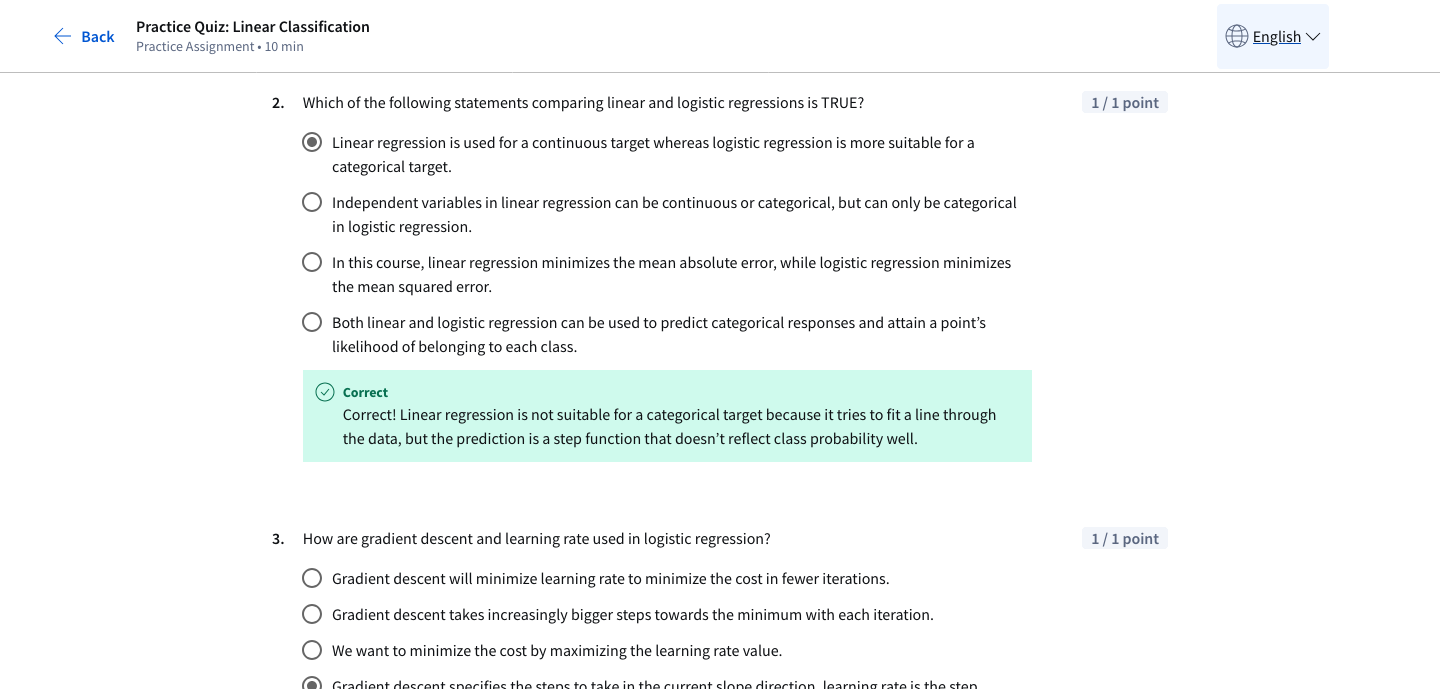 Back
Practice Quiz: Linear Classification
Practice Assignment • 10 min
English
2. Which of the following statements comparing linear and logistic regressions is TRUE?
1 / 1 point
Linear regression is used for a continuous target whereas logistic regression is more suitable for a
categorical target.
Independent variables in linear regression can be continuous or categorical, but can only be categorical
in logistic regression.
In this course, linear regression minimizes the mean absolute error, while logistic regression minimizes
the mean squared error.
Both linear and logistic regression can be used to predict categorical responses and attain a point’s
likelihood of belonging to each class.
Correct
Correct! Linear regression is not suitable for a categorical target because it tries to fit a line through
the data, but the prediction is a step function that doesn’t reflect class probability well.
3. How are gradient descent and learning rate used in logistic regression?
1 / 1 point
Gradient descent will minimize learning rate to minimize the cost in fewer iterations.
Gradient descent takes increasingly bigger steps towards the minimum with each iteration.
We want to minimize the cost by maximizing the learning rate value.
Gradient descent specifies the steps to take in the current slope direction, learning rate is the step